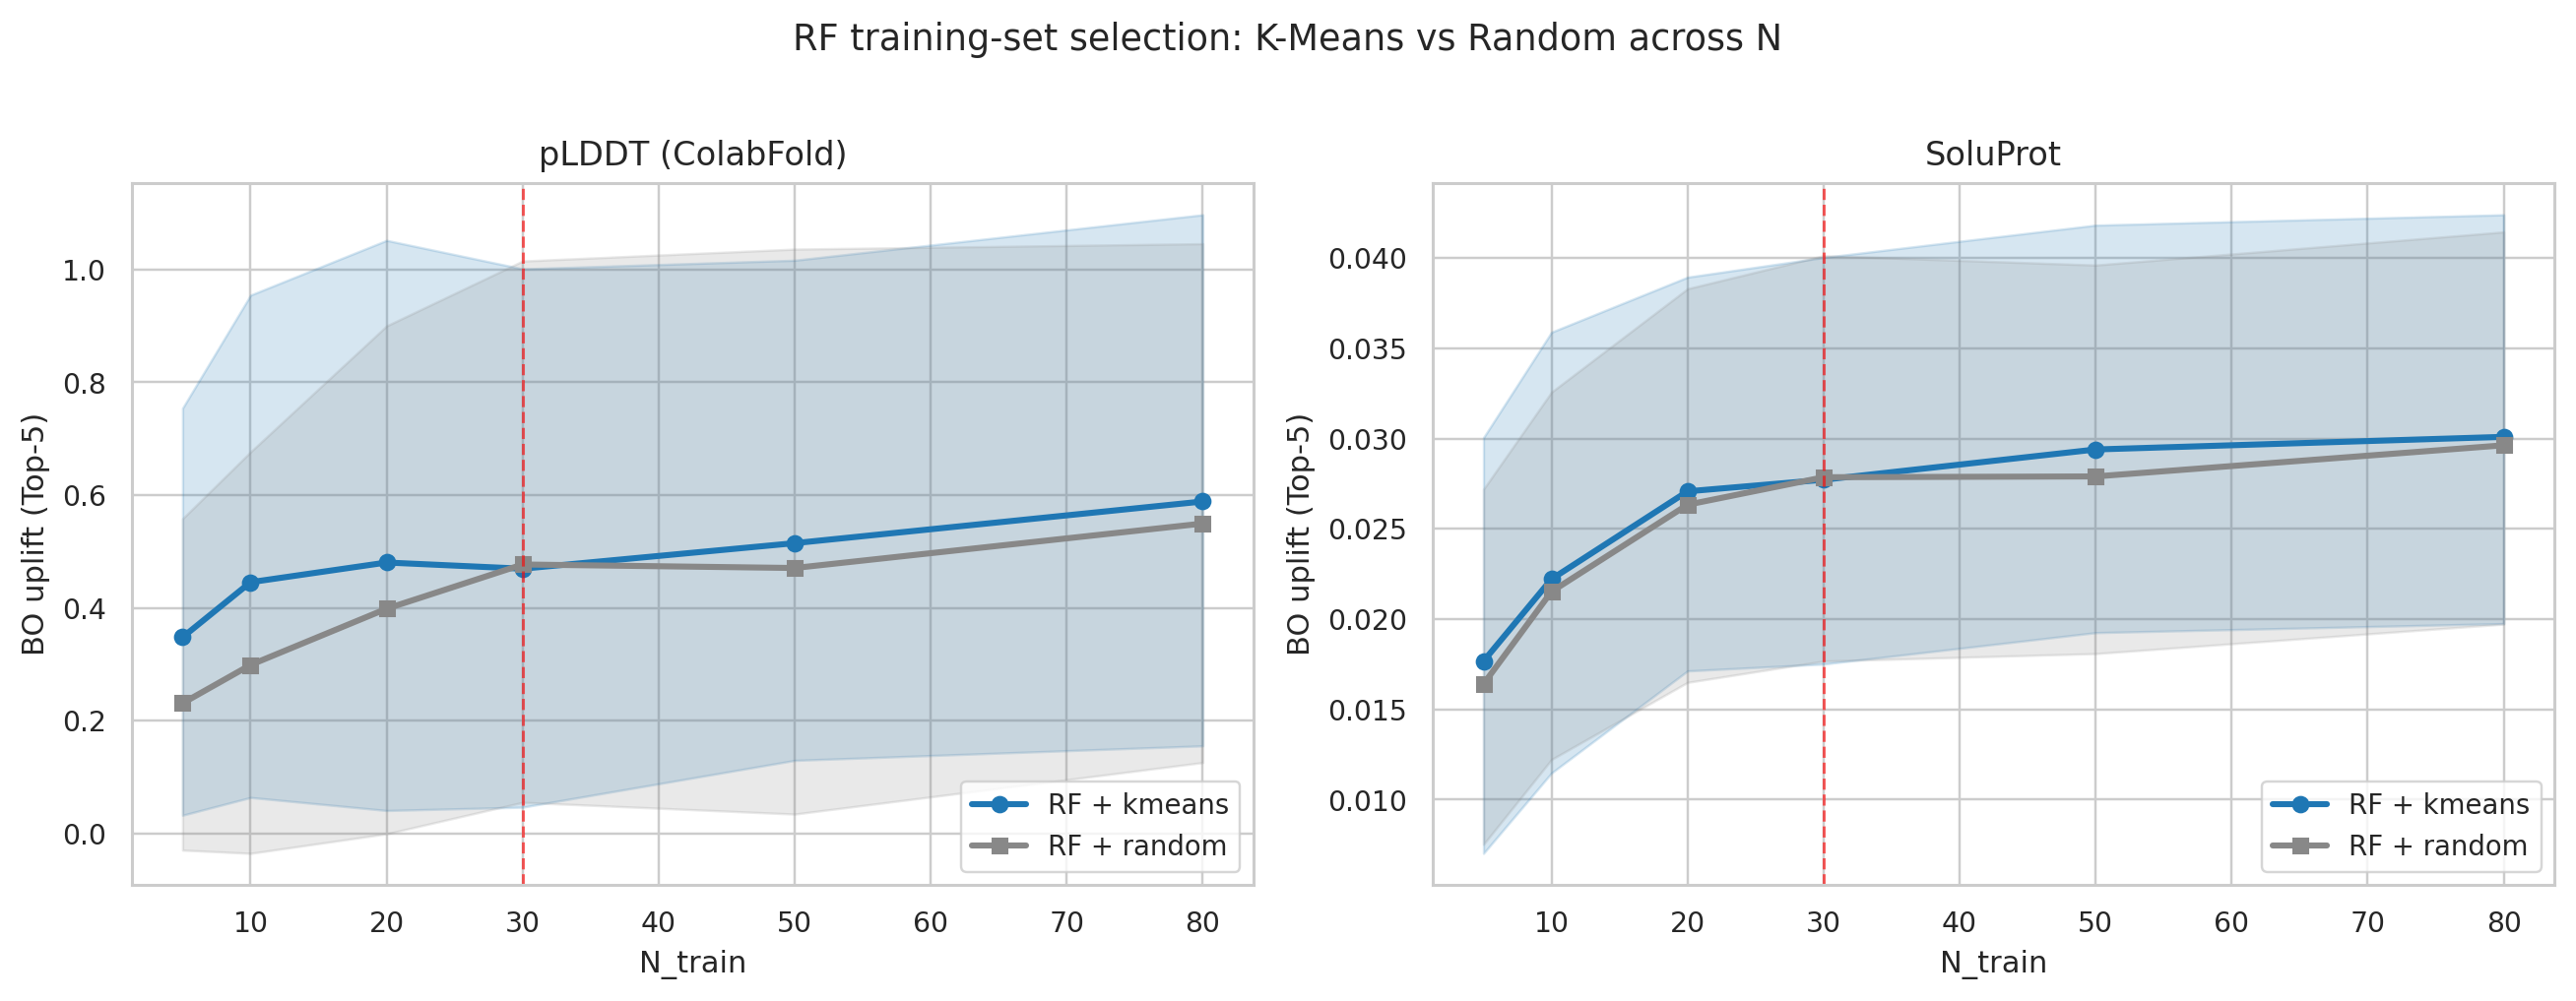 RF training-set selection: K-Means vs Random across N
pLDDT (ColabFold)
BO uplift (Top-5)
1.0
0.8
0.6
0.4
0.2
0.0
10 20 30 40 50 60 70 80
N_train
RF + kmeans
RF + random
SoluProt
BO uplift (Top-5)
0.040
0.035
0.030
0.025
0.020
0.015
0.010
10 20 30 40 50 60 70 80
N_train
RF + kmeans
RF + random